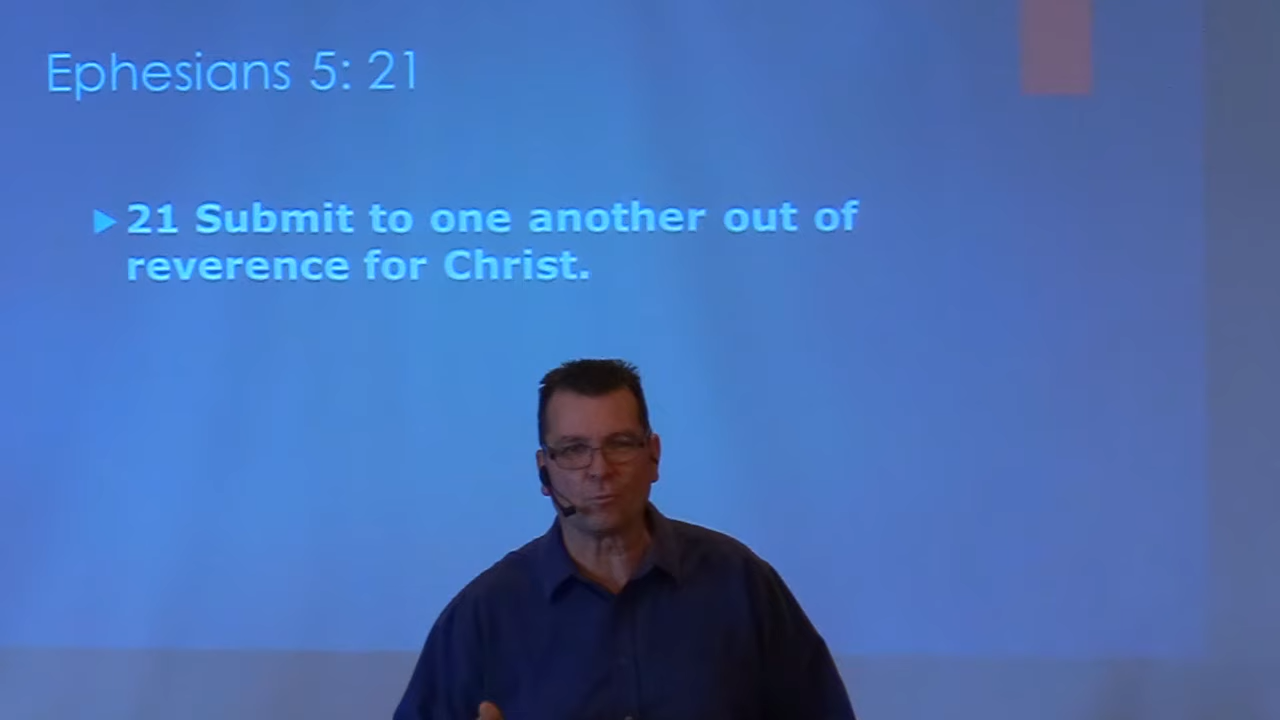 Ephesians 5: 21
21 Submit to one another out of
reverence for Christ.